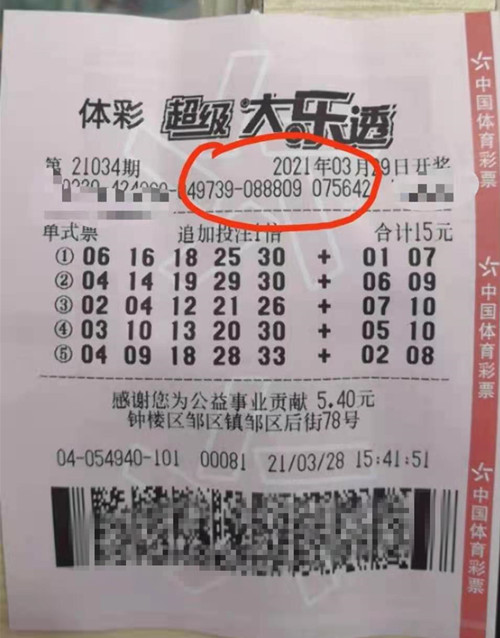 体彩 超级大乐透
第 21034期 2021年03月29日开奖
49739-088809 075642
单式票 追加投注1倍 合计15元
① 06 16 18 25 30 + 01 07
② 04 14 19 29 30 + 06 09
③ 02 04 12 21 26 + 07 10
④ 03 10 13 20 30 + 05 10
⑤ 04 09 18 28 33 + 02 08
感谢您为公益事业贡献 5.40元
钟楼区邹区镇邹区后街78号
04-054940-101 00081 21/03/28 15:41:51
中国体育彩票
中国体育彩票
中国体育彩票